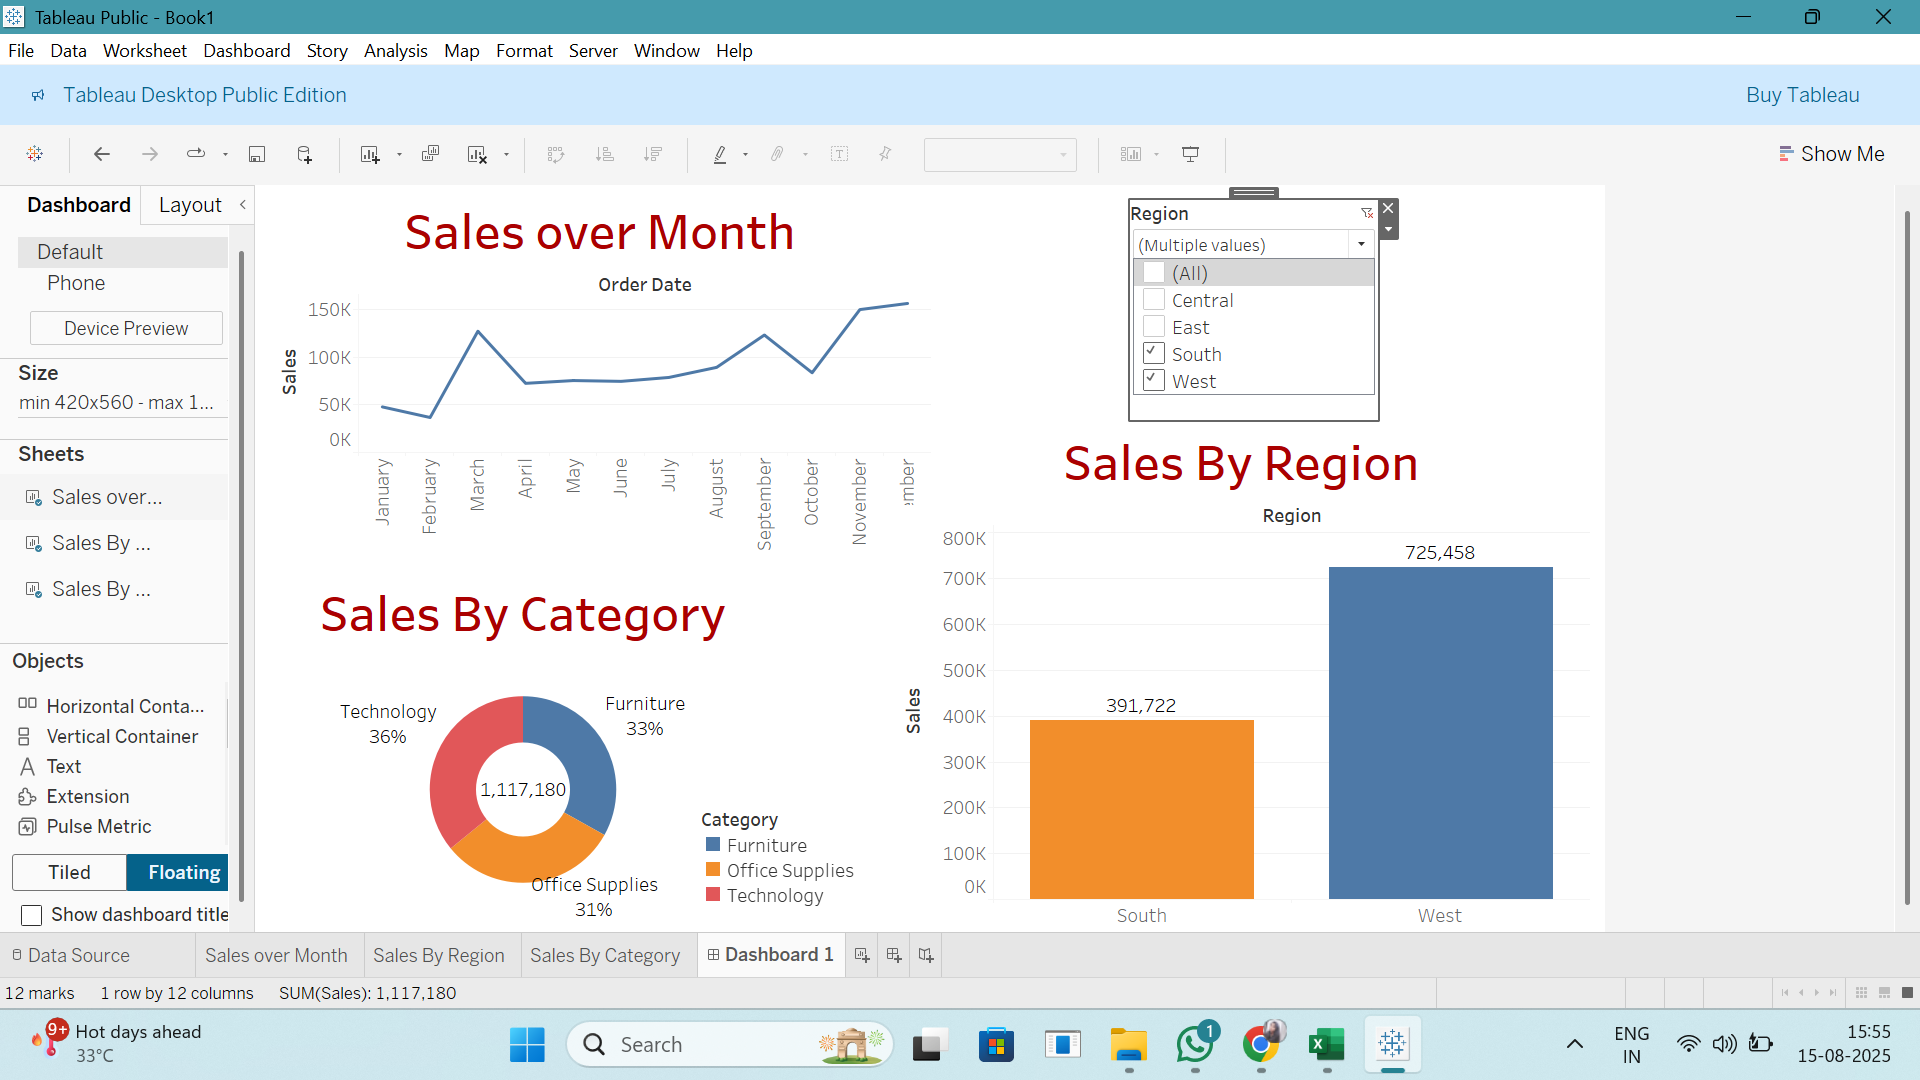 Tableau Public - Book1
File Data Worksheet Dashboard Story Analysis Map Format Server Window Help
Tableau Desktop Public Edition
Buy Tableau
Show Me
Dashboard
Layout
Default
Phone
Device Preview
Size
min 420x560 - max 1...
Sheets
Sales over...
Sales By ...
Sales By ...
Objects
Horizontal Conta...
Vertical Container
Text
Extension
Pulse Metric
Tiled
Floating
Show dashboard title
Sales over Month
Order Date
Sales
150K
100K
50K
0K
January
February
March
April
May
June
July
August
September
October
November
ember
Region
(Multiple values)
(All)
Central
East
South
West
Sales By Category
Technology
36%
Furniture
33%
1,117,180
Office Supplies
31%
Category
Furniture
Office Supplies
Technology
Sales By Region
Region
Sales
800K
700K
600K
500K
400K
300K
200K
100K
0K
391,722
725,458
South
West
Data Source
Sales over Month
Sales By Region
Sales By Category
Dashboard 1
12 marks
1 row by 12 columns
SUM(Sales): 1,117,180
9+
Hot days ahead
33°C
Search
1
ENG
IN
15:55
15-08-2025